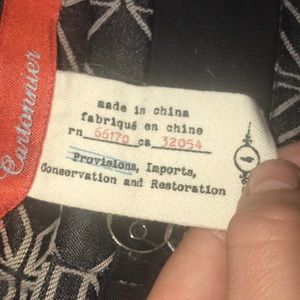 Cartonnier
made in china
fabriqué en chine
rn 66170 ca 32054
Provisions, Imports,
Conservation and Restoration